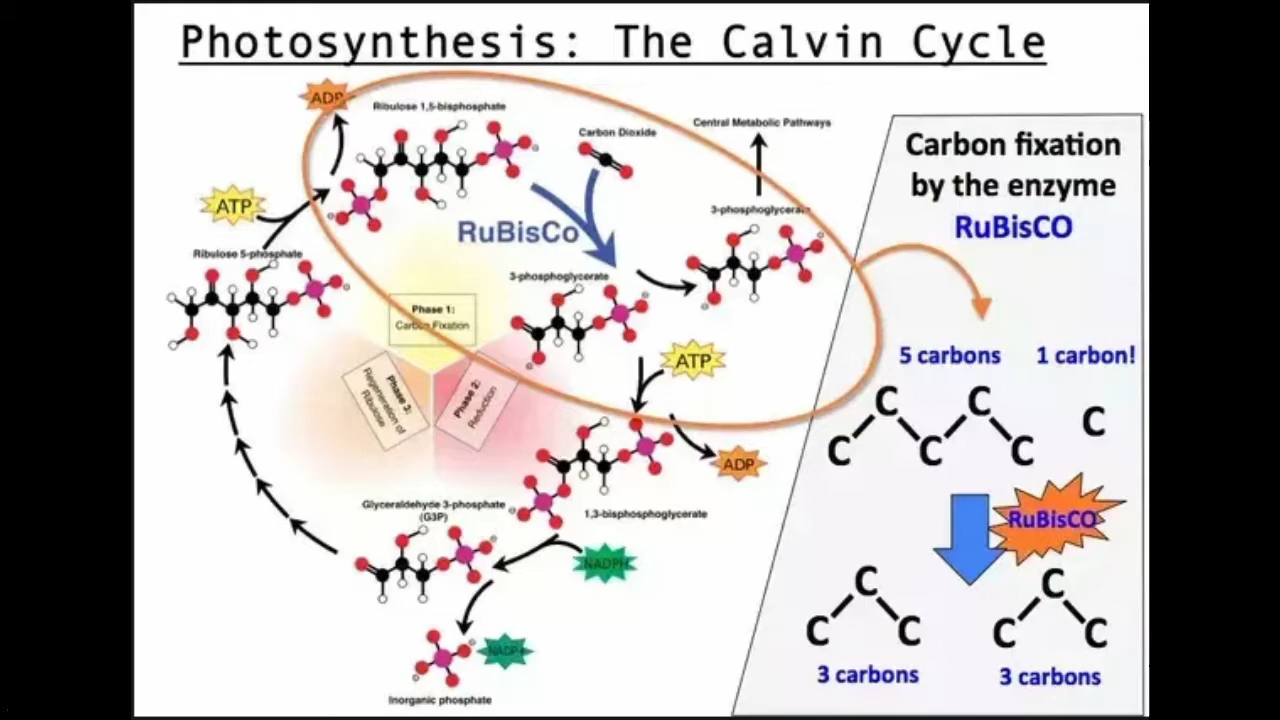 Photosynthesis: The Calvin Cycle
ADP
Ribulose 1,5-bisphosphate
Carbon Dioxide
Central Metabolic Pathways
ATP
RuBisCo
3-phosphoglycerate
Ribulose 5-phosphate
3-phosphoglycerate
Phase 1:
Carbon Fixation
ATP
Phase 3:
Regeneration of
Ribulose
Phase 2:
Reduction
ADP
Glyceraldehyde 3-phosphate
(G3P)
1,3-bisphosphoglycerate
NADPH
NADP+
Inorganic phosphate
Carbon fixation
by the enzyme
RuBisCO
5 carbons 1 carbon!
C C
C C C C
RuBisCO
C C
C C C C
3 carbons 3 carbons